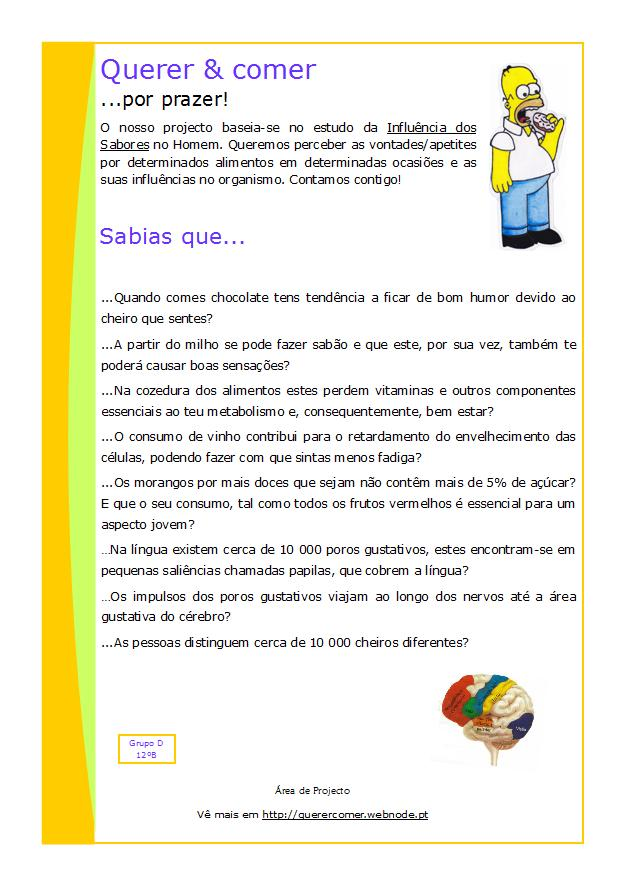 Querer & comer
...por prazer!
O nosso projecto baseia-se no estudo da Influência dos
Sabores no Homem. Queremos perceber as vontades/apetites
por determinados alimentos em determinadas ocasiões e as
suas influências no organismo. Contamos contigo!
Sabias que...
...Quando comes chocolate tens tendência a ficar de bom humor devido ao
cheiro que sentes?
...A partir do milho se pode fazer sabão e que este, por sua vez, também te
poderá causar boas sensações?
...Na cozedura dos alimentos estes perdem vitaminas e outros componentes
essenciais ao teu metabolismo e, consequentemente, bem estar?
...O consumo de vinho contribui para o retardamento do envelhecimento das
células, podendo fazer com que sintas menos fadiga?
...Os morangos por mais doces que sejam não contêm mais de 5% de açúcar?
E que o seu consumo, tal como todos os frutos vermelhos é essencial para um
aspecto jovem?
...Na língua existem cerca de 10 000 poros gustativos, estes encontram-se em
pequenas saliências chamadas papilas, que cobrem a língua?
...Os impulsos dos poros gustativos viajam ao longo dos nervos até a área
gustativa do cérebro?
...As pessoas distinguem cerca de 10 000 cheiros diferentes?
Grupo D
12ºB
Área de Projecto
Vê mais em http://querercomer.webnode.pt